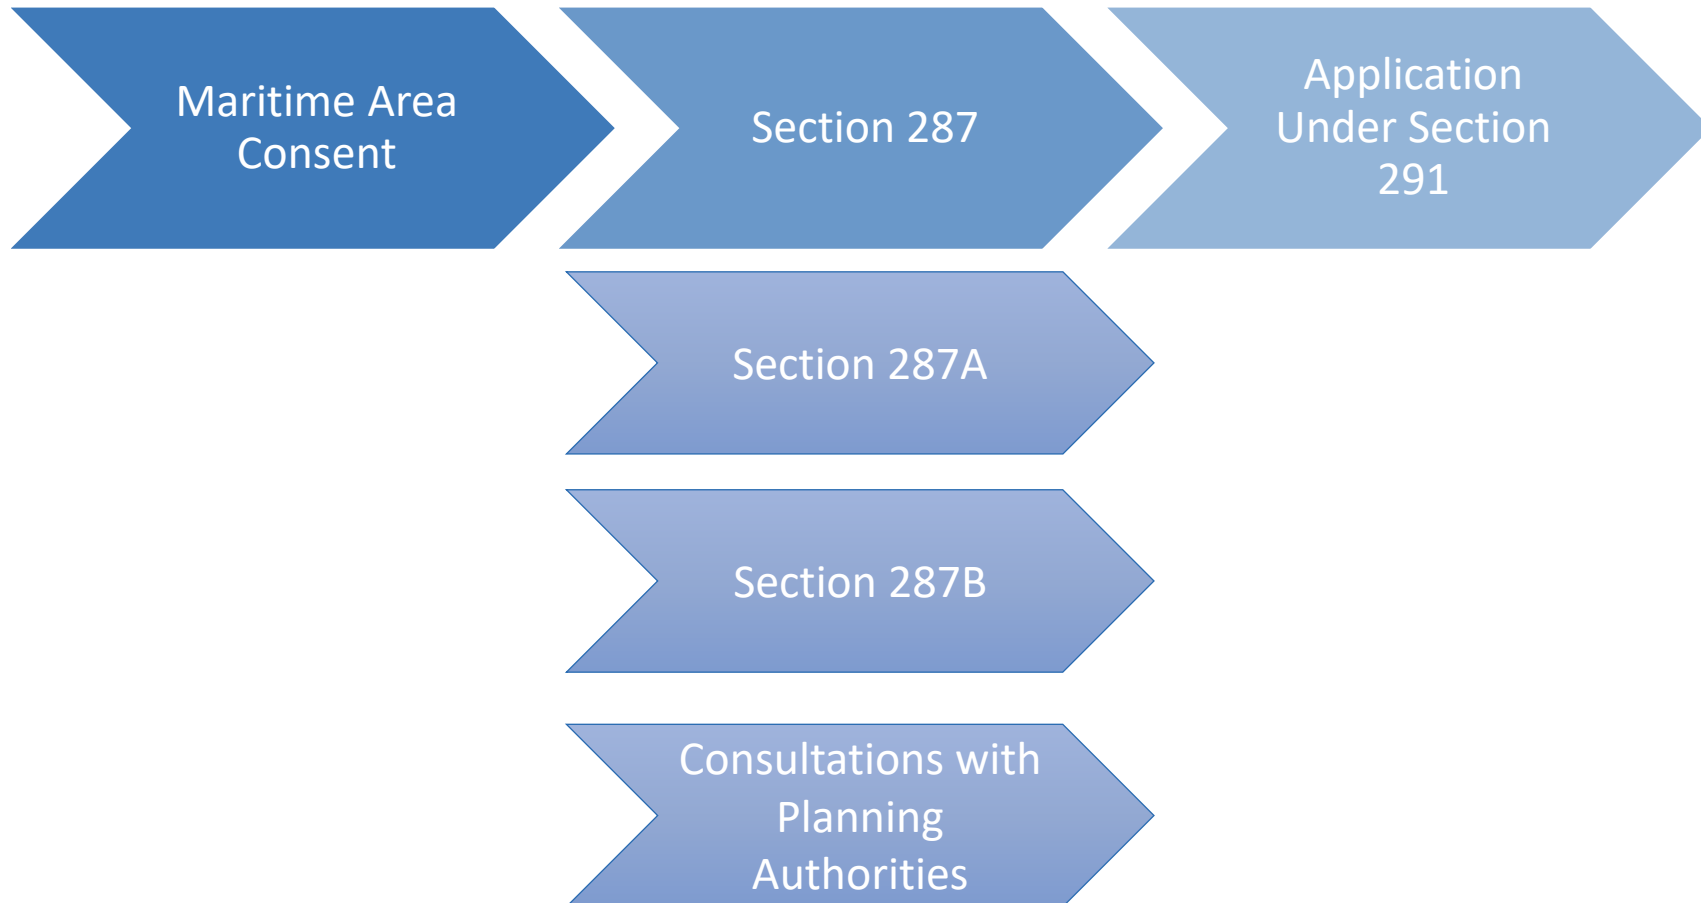 Maritime Area
Consent
Section 287
Application
Under Section
291
Section 287A
Section 287B
Consultations with
Planning
Authorities